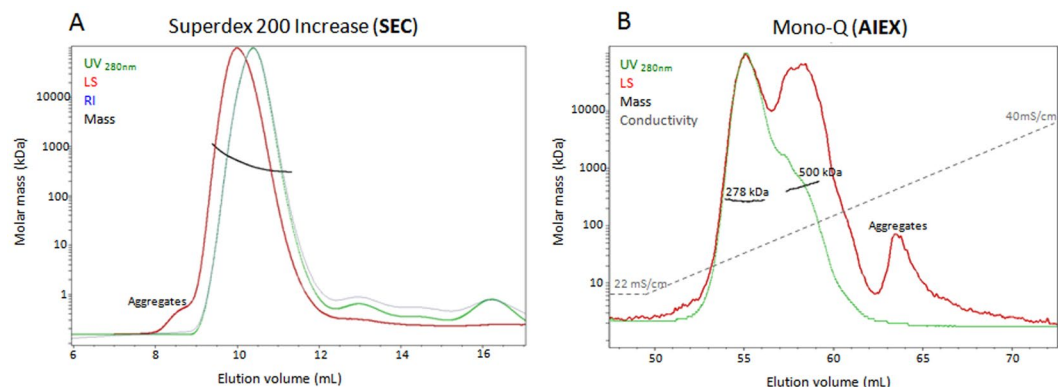 A
Superdex 200 Increase (SEC)
UV 280nm
LS
RI
Mass
Molar mass (kDa)
10000
1000
100
10
1
Aggregates
6
8
10
12
14
16
Elution volume (mL)
B
Mono-Q (AIEX)
UV 280nm
LS
Mass
Conductivity
Molar mass (kDa)
10000
1000
100
10
40mS/cm
500 kDa
278 kDa
Aggregates
22 mS/cm
50
55
60
65
70
Elution volume (mL)